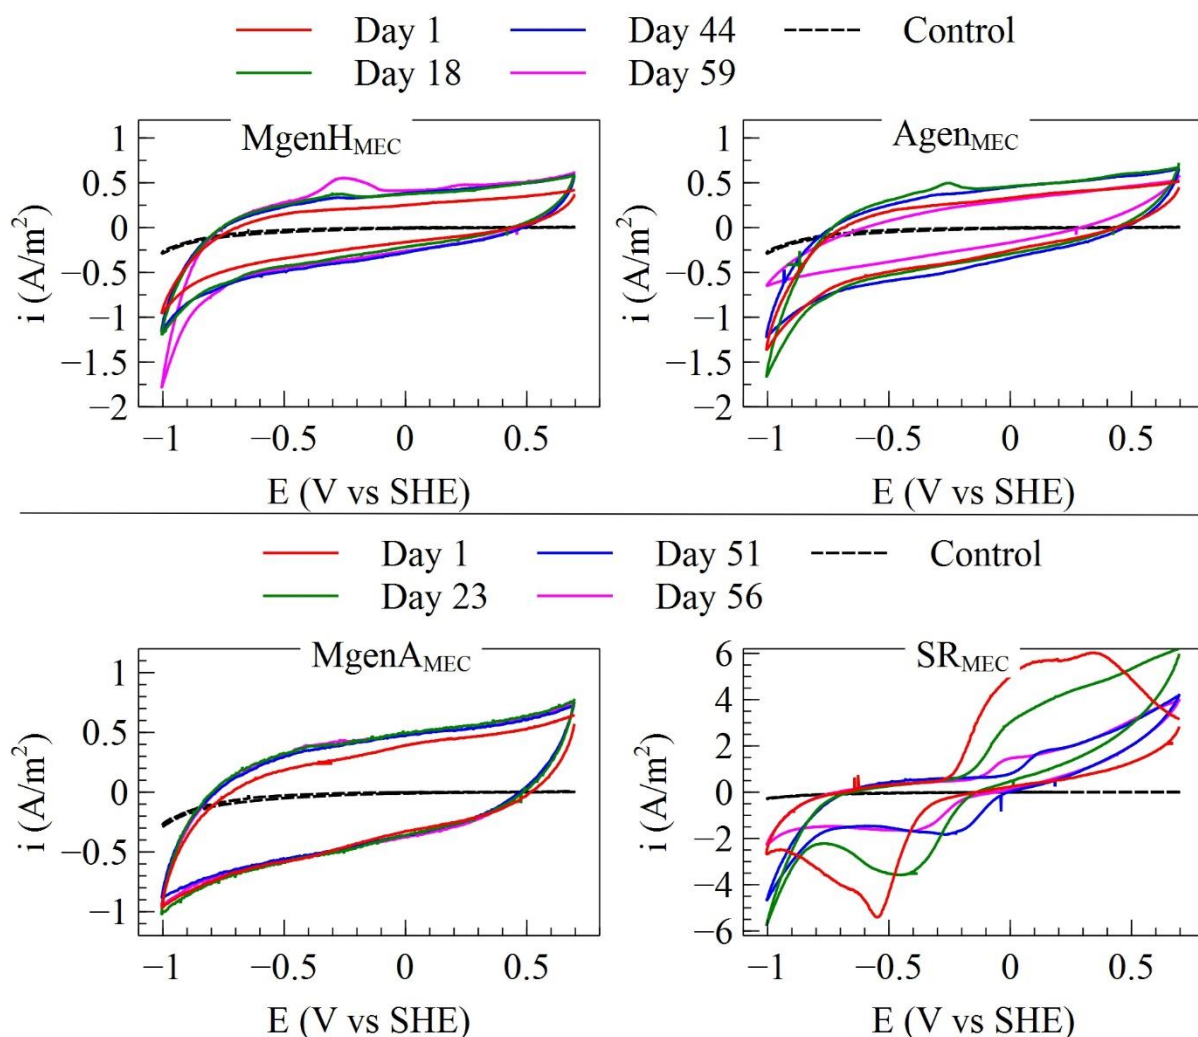 Day 1 Day 44 Control
Day 18 Day 59
MgenH_MEC
1
0.5
0
−0.5
−1
−1.5
−2
i (A/m²)
−1 −0.5 0 0.5
E (V vs SHE)
Agen_MEC
1
0.5
0
−0.5
−1
−1.5
−2
i (A/m²)
−1 −0.5 0 0.5
E (V vs SHE)
Day 1 Day 51 Control
Day 23 Day 56
MgenA_MEC
1
0.5
0
−0.5
−1
i (A/m²)
−1 −0.5 0 0.5
E (V vs SHE)
SR_MEC
6
4
2
0
−2
−4
−6
i (A/m²)
−1 −0.5 0 0.5
E (V vs SHE)